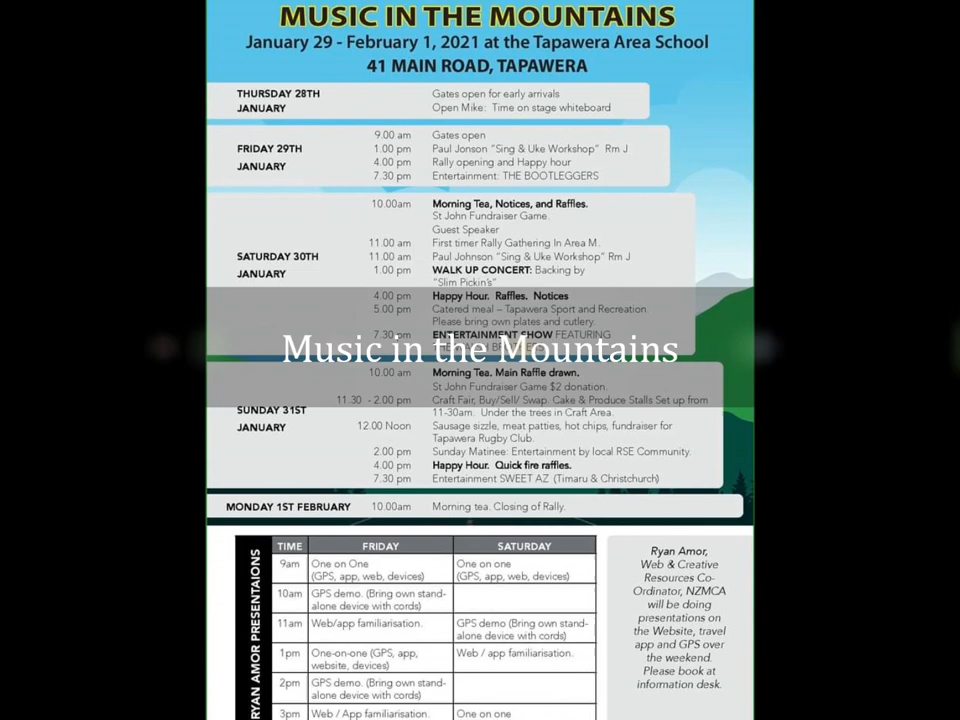 MUSIC IN THE MOUNTAINS
January 29 - February 1, 2021 at the Tapawera Area School
41 MAIN ROAD, TAPAWERA
THURSDAY 28TH JANUARY
Gates open for early arrivals
Open Mike: Time on stage whiteboard
FRIDAY 29TH JANUARY
9.00 am Gates open
1.00 pm Paul Jonson "Sing & Uke Workshop" Rm J
4.00 pm Rally opening and Happy hour
7.30 pm Entertainment: THE BOOTLEGGERS
SATURDAY 30TH JANUARY
10.00am Morning Tea, Notices, and Raffles.
St John Fundraiser Game.
Guest Speaker
11.00 am First timer Rally Gathering In Area M.
11.00 am Paul Johnson "Sing & Uke Workshop" Rm J
1.00 pm WALK UP CONCERT: Backing by
"Slim Pickin's"
4.00 pm Happy Hour. Raffles. Notices
5.00 pm Catered meal – Tapawera Sport and Recreation.
Please bring own plates and cutlery.
7.30 pm ENTERTAINMENT SHOW FEATURING
Music in the Mountains
SUNDAY 31ST JANUARY
10.00 am Morning Tea. Main Raffle drawn.
St John Fundraiser Game $2 donation.
11.30 - 2.00 pm Craft Fair, Buy/Sell/ Swap. Cake & Produce Stalls Set up from
11-30am. Under the trees in Craft Area.
12.00 Noon Sausage sizzle, meat patties, hot chips, fundraiser for
Tapawera Rugby Club.
2.00 pm Sunday Matinee: Entertainment by local RSE Community.
4.00 pm Happy Hour. Quick fire raffles.
7.30 pm Entertainment SWEET AZ (Timaru & Christchurch)
MONDAY 1ST FEBRUARY 10.00am Morning tea. Closing of Rally.
RYAN AMOR PRESENTAIONS
TIME FRIDAY SATURDAY
9am One on One One on one
(GPS, app, web, devices) (GPS, app, web, devices)
10am GPS demo. (Bring own stand-
alone device with cords)
11am Web/app familiarisation. GPS demo (Bring own stand-
alone device with cords)
1pm One-on-one (GPS, app, Web / app familiarisation.
website, devices)
2pm GPS demo. (Bring own stand-
alone device with cords)
3pm Web / App familiarisation. One on one
Ryan Amor,
Web & Creative
Resources Co-
Ordinator, NZMCA
will be doing
presentations on
the Website, travel
app and GPS over
the weekend.
Please book at
information desk.